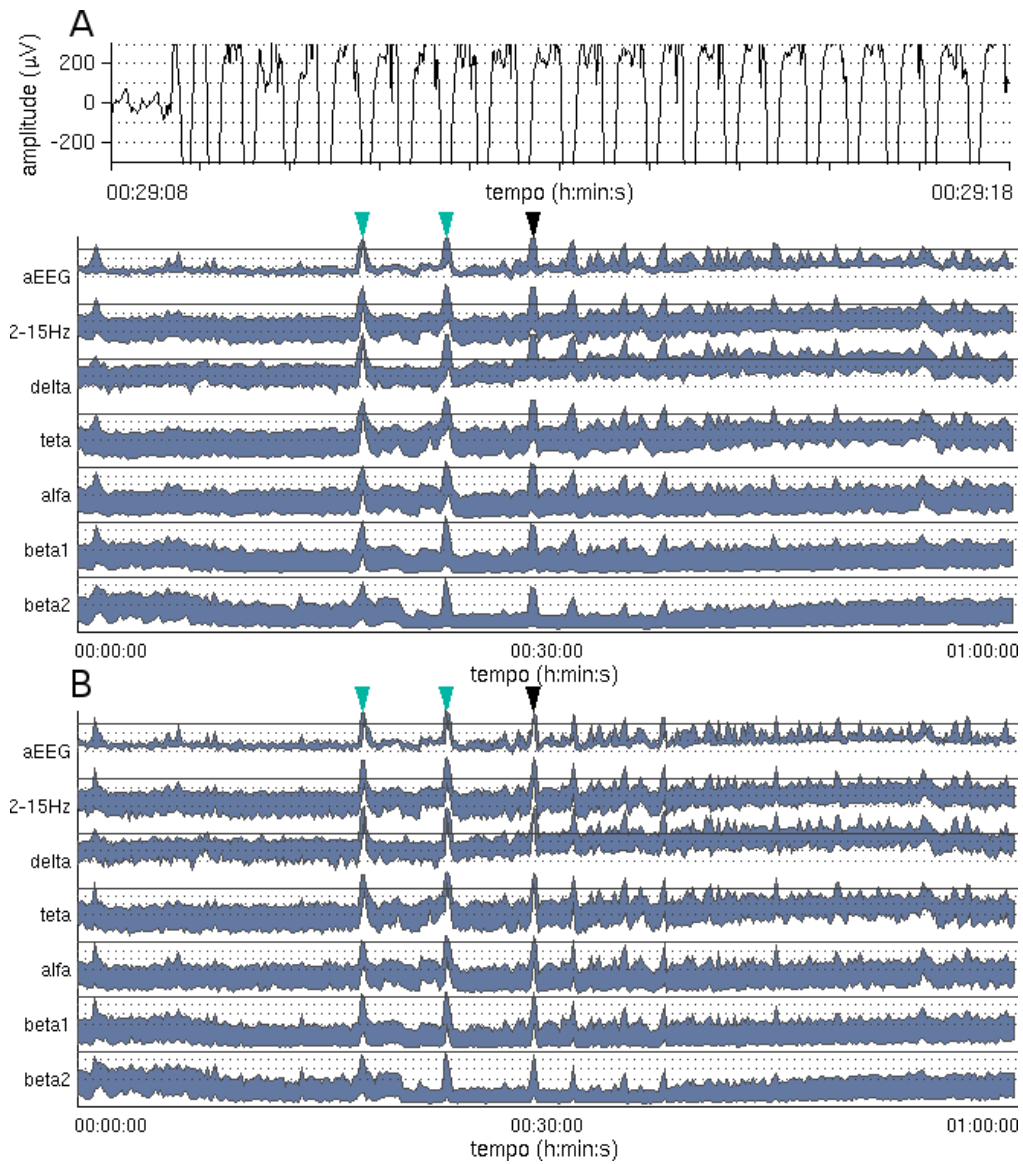 A
amplitude (µV)
200
0
-200
00:29:08 tempo (h:min:s) 00:29:18
aEEG
2-15Hz
delta
teta
alfa
beta1
beta2
00:00:00 00:30:00 01:00:00
tempo (h:min:s)
B
aEEG
2-15Hz
delta
teta
alfa
beta1
beta2
00:00:00 00:30:00 01:00:00
tempo (h:min:s)